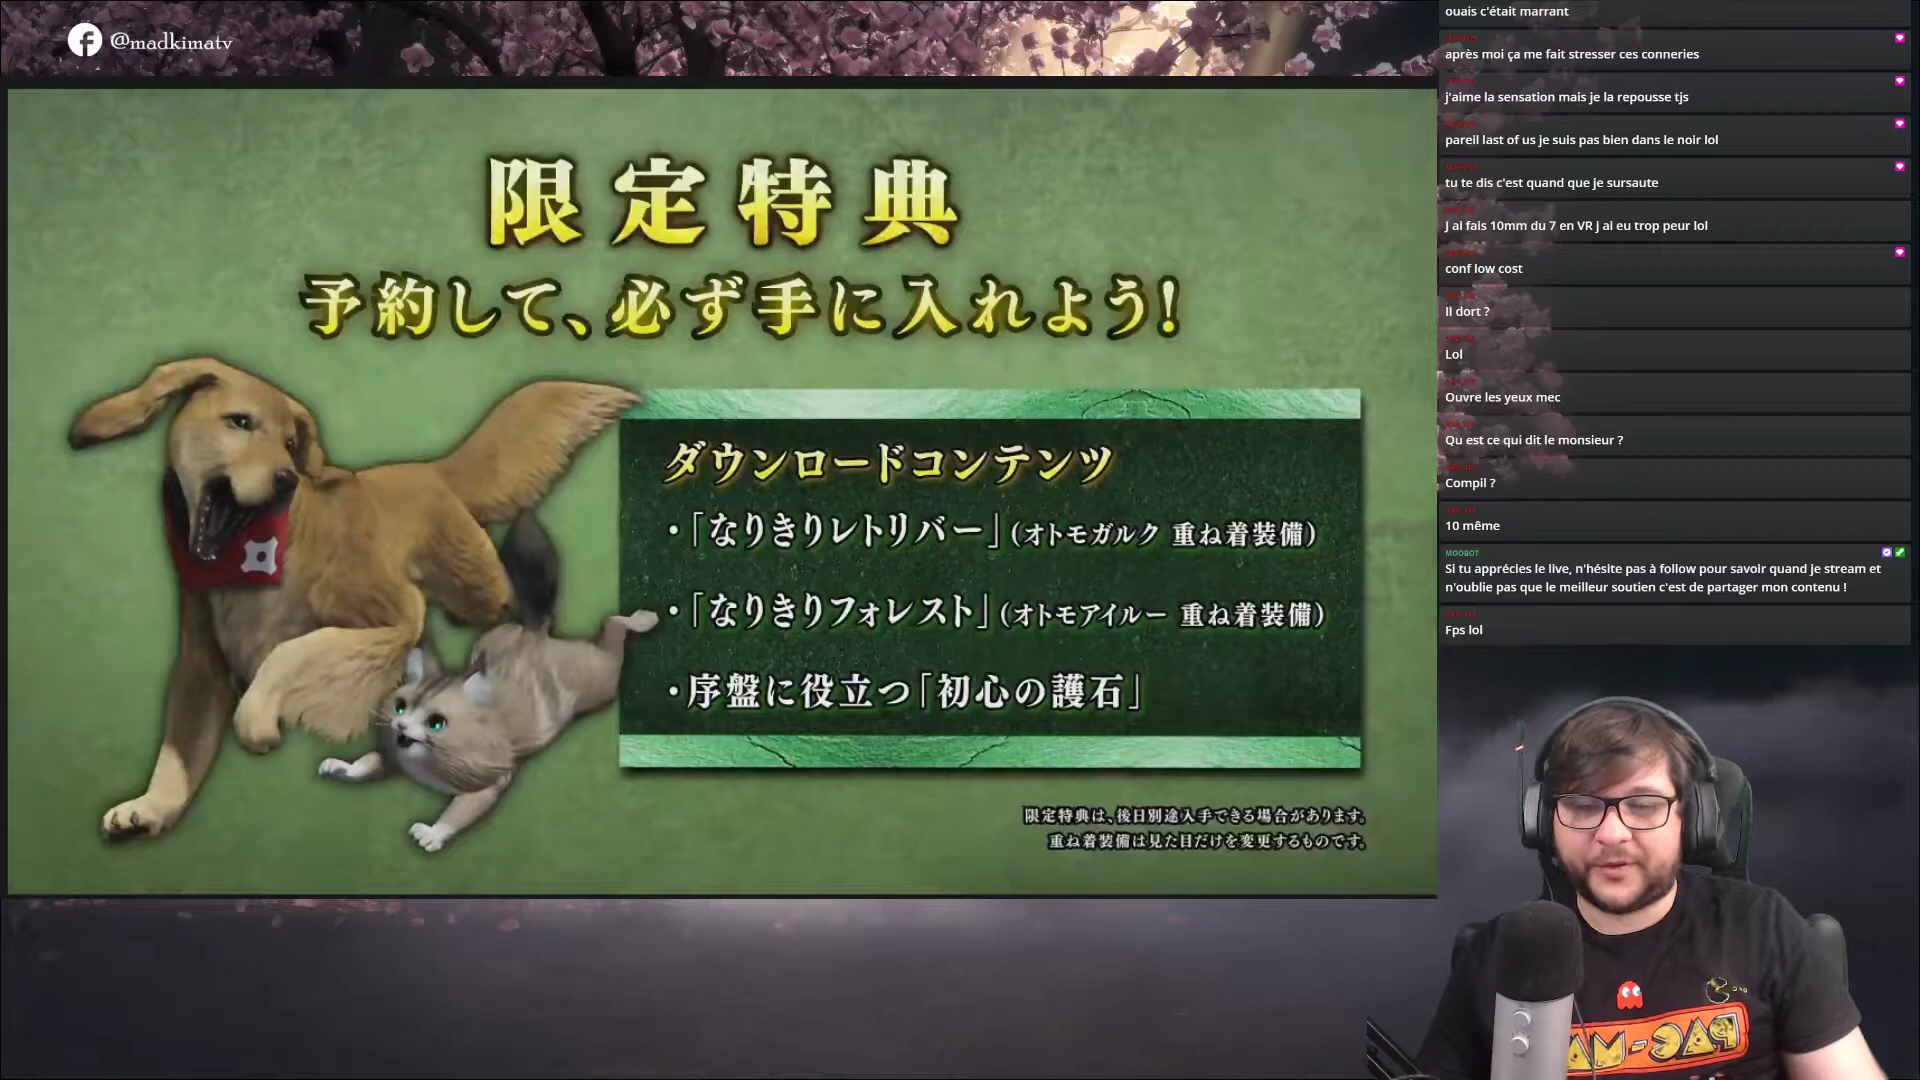 @madkimatv
限定特典
予約して、必ず手に入れよう!
ダウンロードコンテンツ
・「なりきりレトリバー」(オトモガルク 重ね着装備)
・「なりきりフォレスト」(オトモアイルー 重ね着装備)
・序盤に役立つ「初心の護石」
限定特典は、後日別途入手できる場合があります。
重ね着装備は見た目だけを変更するものです。
ouais c'était marrant
après moi ça me fait stresser ces conneries
j'aime la sensation mais je la repousse tjs
pareil last of us je suis pas bien dans le noir lol
tu te dis c'est quand que je sursaute
J ai fais 10mm du 7 en VR j ai eu trop peur lol
conf low cost
Il dort ?
Lol
Ouvre les yeux mec
Qu est ce qui dit le monsieur ?
Compil ?
10 même
MOOBOT
Si tu apprécies le live, n'hésite pas à follow pour savoir quand je stream et
n'oublie pas que le meilleur soutien c'est de partager mon contenu !
Fps lol
PAC-MA